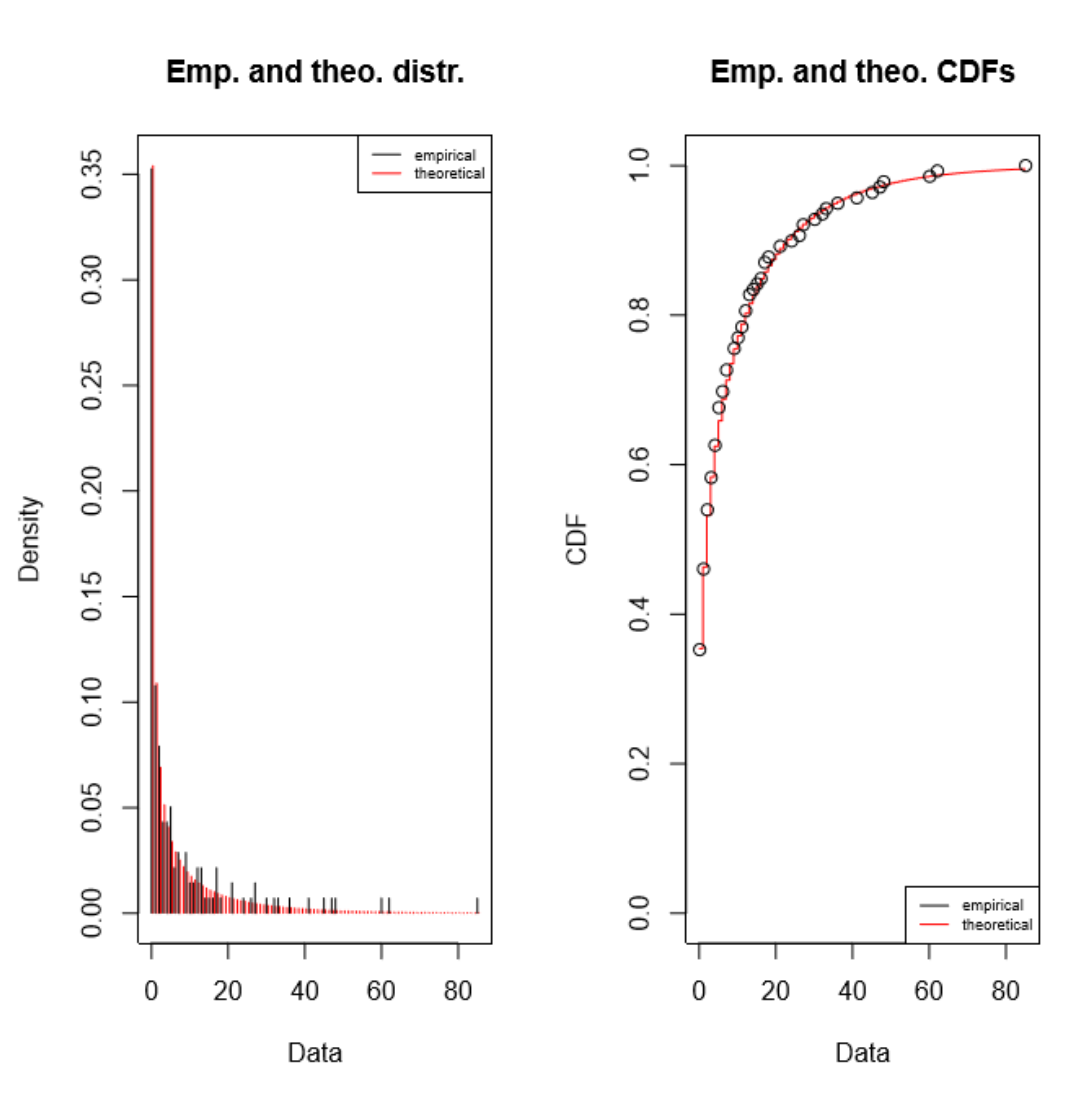 Emp. and theo. distr.
empirical
theoretical
0.35
0.30
0.25
0.20
0.15
0.10
0.05
0.00
Density
0 20 40 60 80
Data
Emp. and theo. CDFs
1.0
0.8
0.6
0.4
0.2
0.0
CDF
empirical
theoretical
0 20 40 60 80
Data